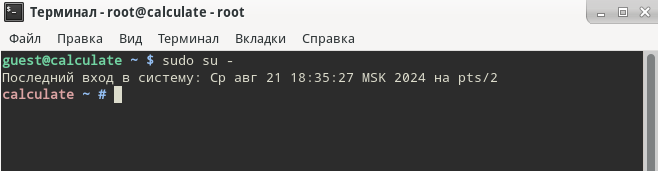 Терминал - root@calculate - root
Файл Правка Вид Терминал Вкладки Справка
guest@calculate ~ $ sudo su -
Последний вход в систему: Ср авг 21 18:35:27 MSK 2024 на pts/2
calculate ~ #